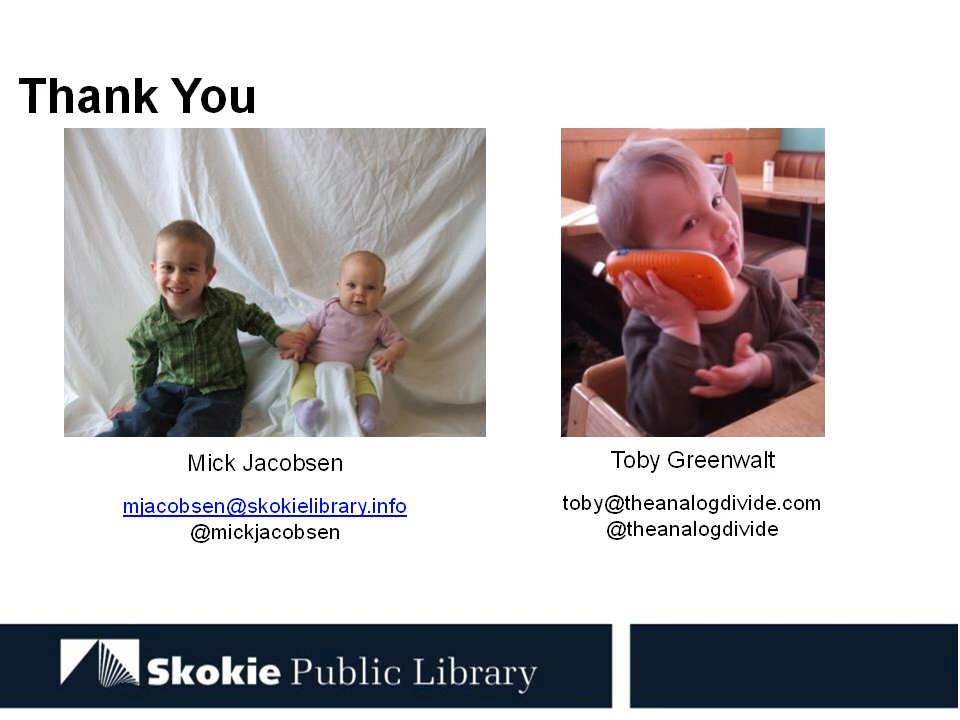 Thank You
Mick Jacobsen
mjacobsen@skokielibrary.info
@mickjacobsen
Toby Greenwalt
toby@theanalogdivide.com
@theanalogdivide
Skokie Public Library